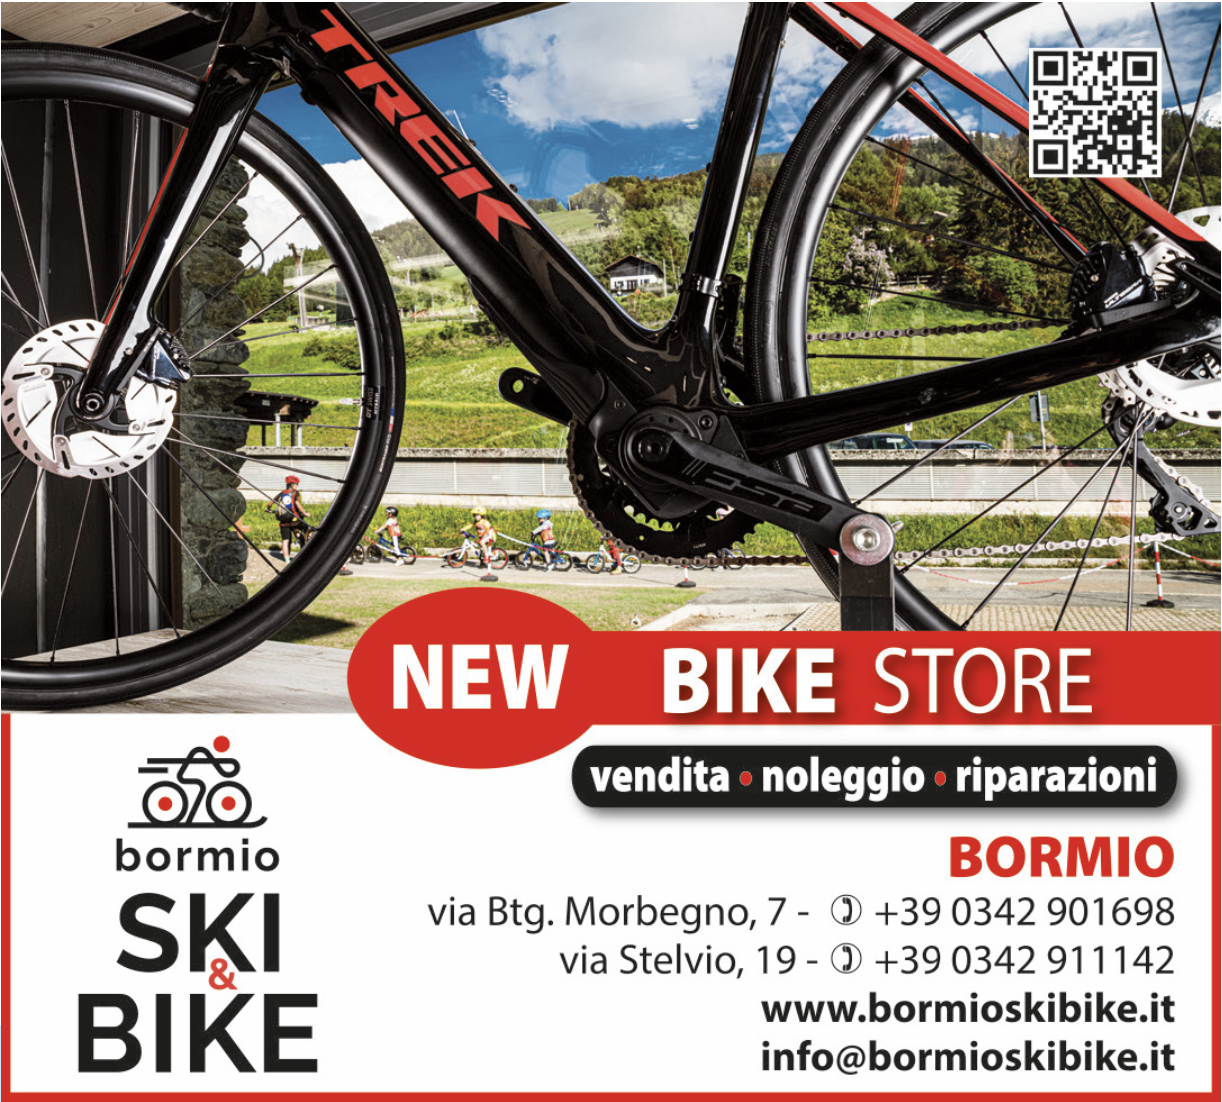 TREK
NEW BIKE STORE
vendita • noleggio • riparazioni
bormio
SKI
&
BIKE
BORMIO
via Btg. Morbegno, 7 - ✆ +39 0342 901698
via Stelvio, 19 - ✆ +39 0342 911142
www.bormioskibike.it
info@bormioskibike.it